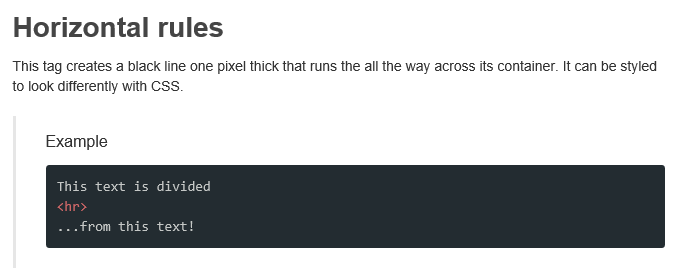 Horizontal rules
This tag creates a black line one pixel thick that runs the all the way across its container. It can be styled
to look differently with CSS.
Example
This text is divided
<hr>
...from this text!